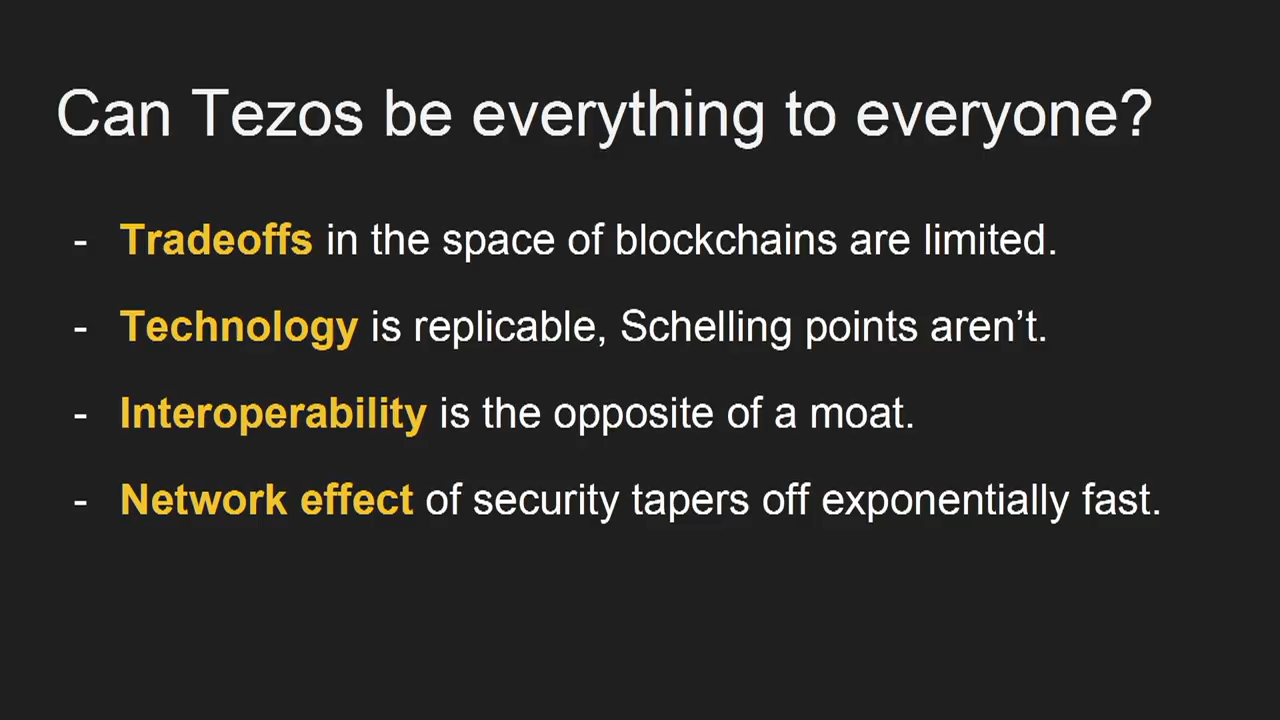 Can Tezos be everything to everyone?
- Tradeoffs in the space of blockchains are limited.
- Technology is replicable, Schelling points aren’t.
- Interoperability is the opposite of a moat.
- Network effect of security tapers off exponentially fast.